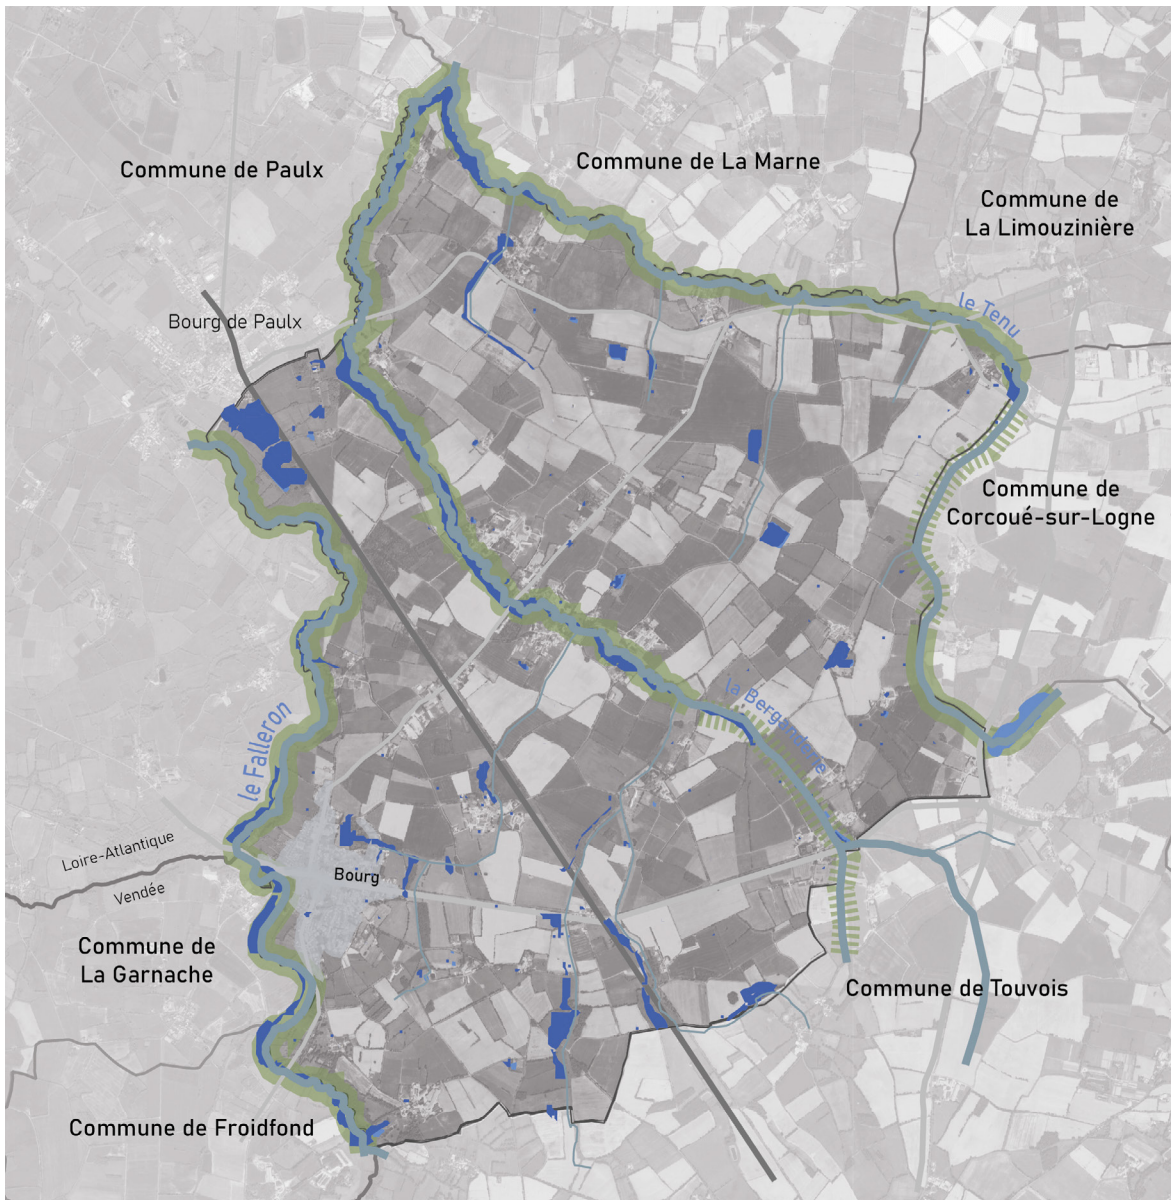 Commune de Paulx
Commune de La Marne
Commune de
La Limouzinière
le Tenu
Bourg de Paulx
Commune de
Corcoué-sur-Logne
la Bergauderie
le Falleron
Loire-Atlantique
Vendée
Bourg
Commune de
La Garnache
Commune de Touvois
Commune de Froidfond